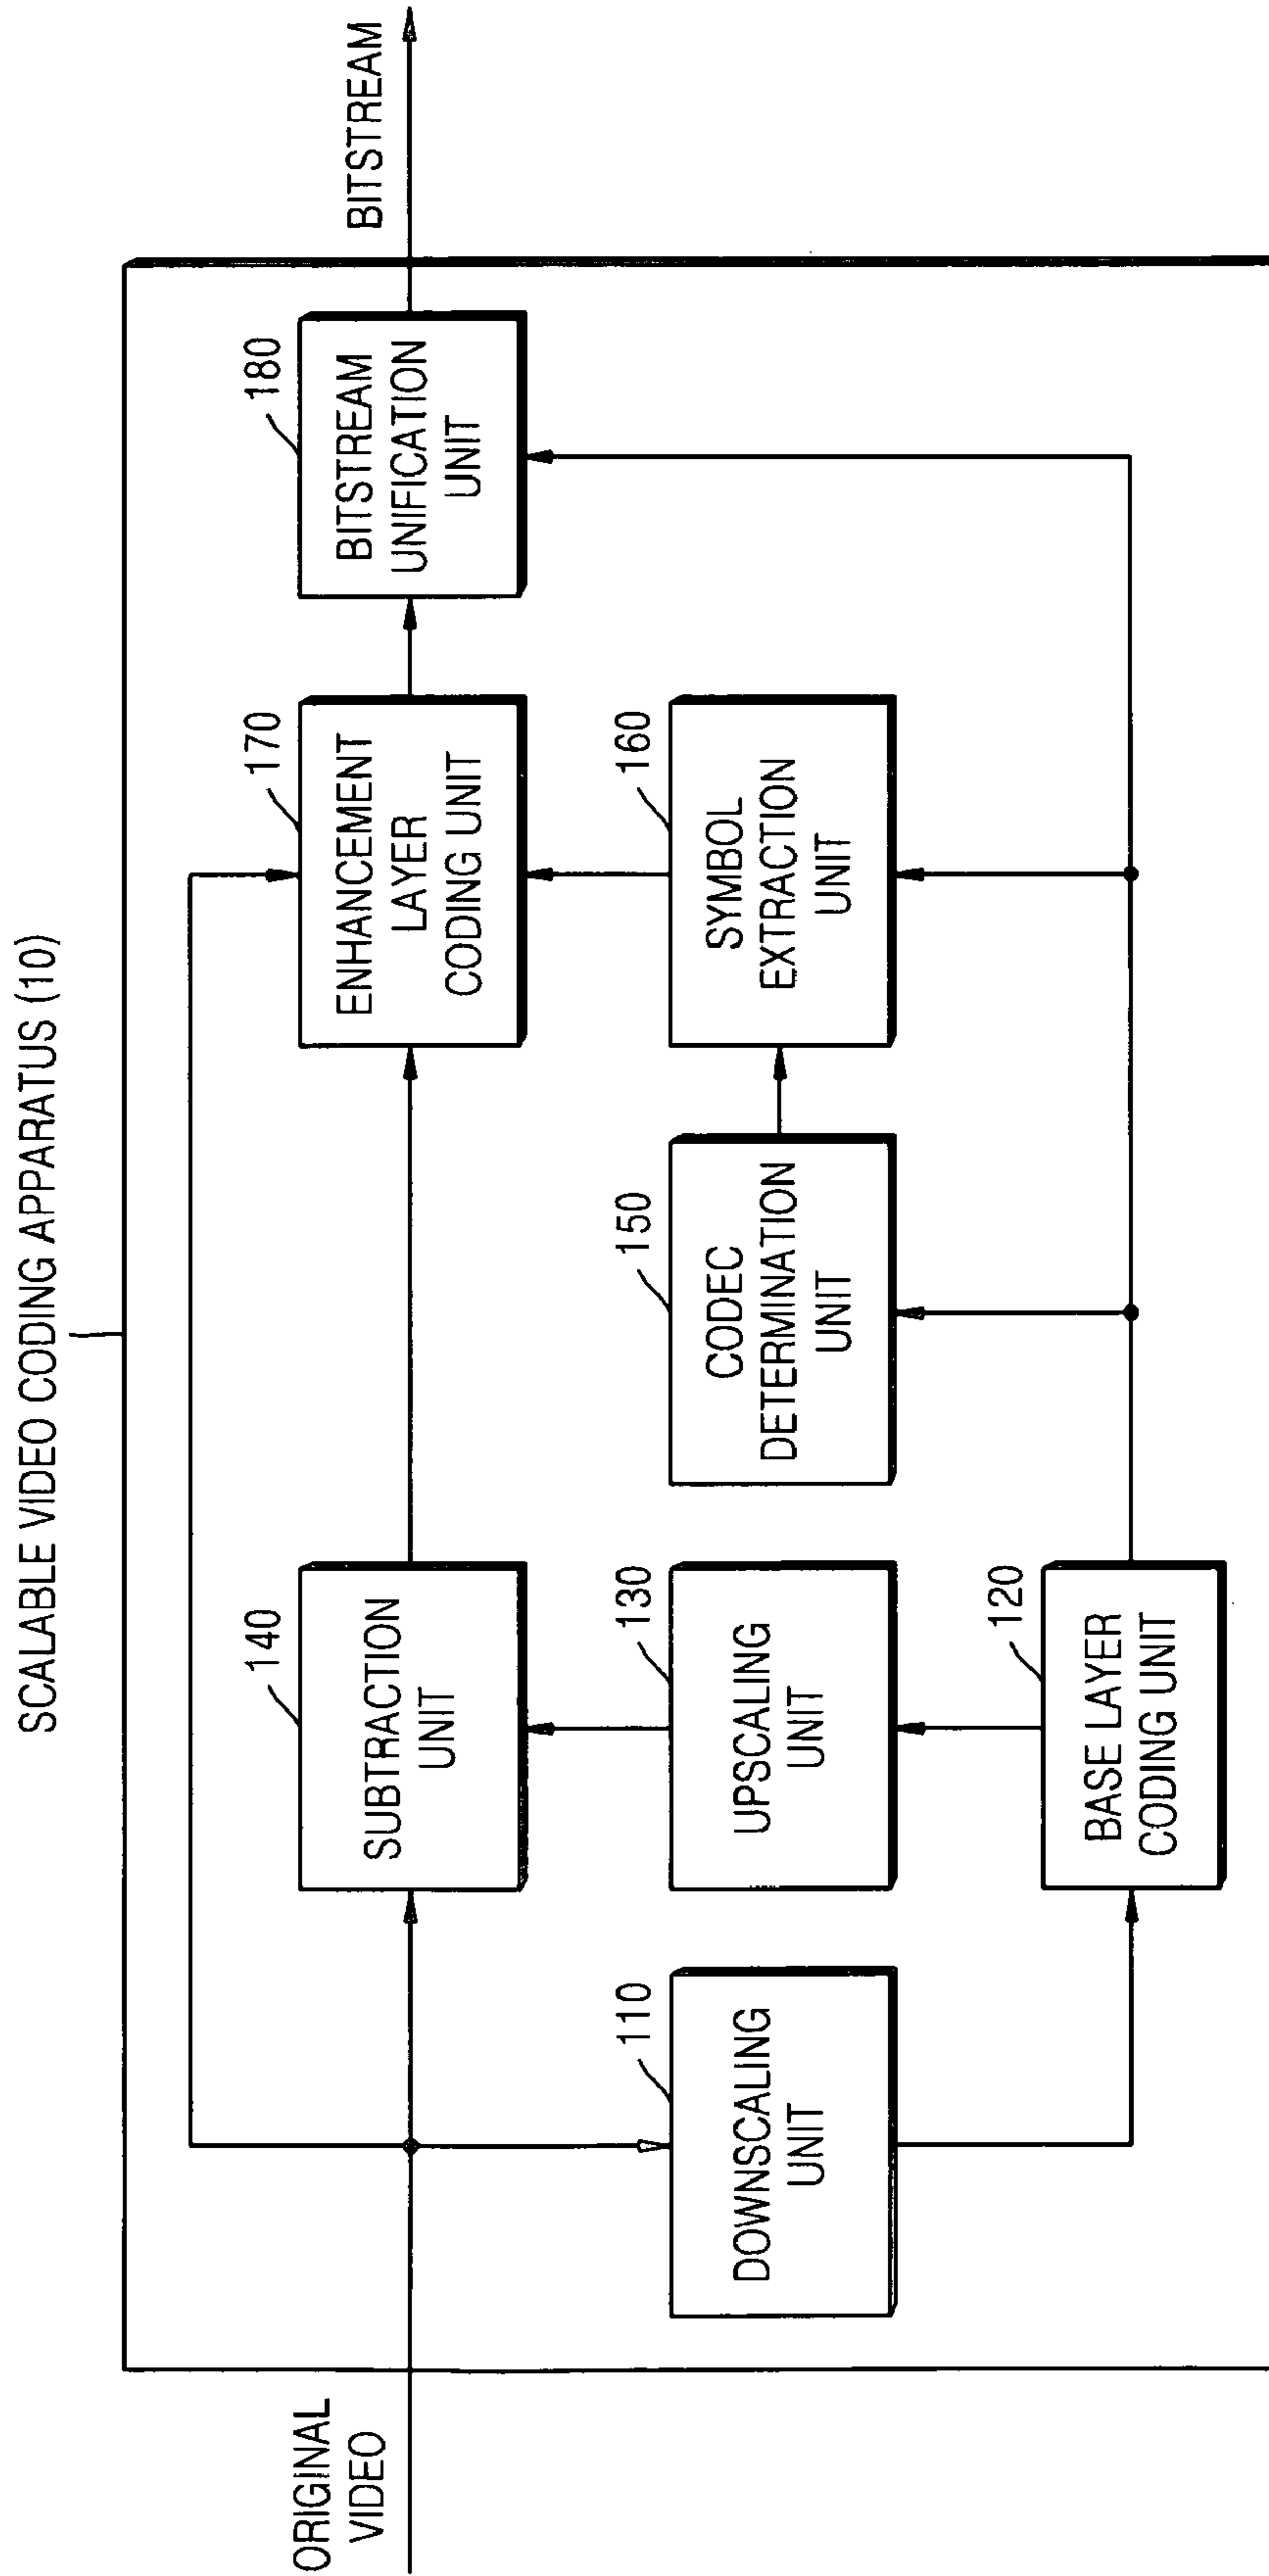 SCALABLE VIDEO CODING APPARATUS (10)
ORIGINAL
VIDEO
140
SUBTRACTION
UNIT
170
ENHANCEMENT
LAYER
CODING UNIT
180
BITSTREAM
UNIFICATION
UNIT
BITSTREAM
110
DOWNSCALING
UNIT
130
UPSCALING
UNIT
150
CODEC
DETERMINATION
UNIT
160
SYMBOL
EXTRACTION
UNIT
120
BASE LAYER
CODING UNIT